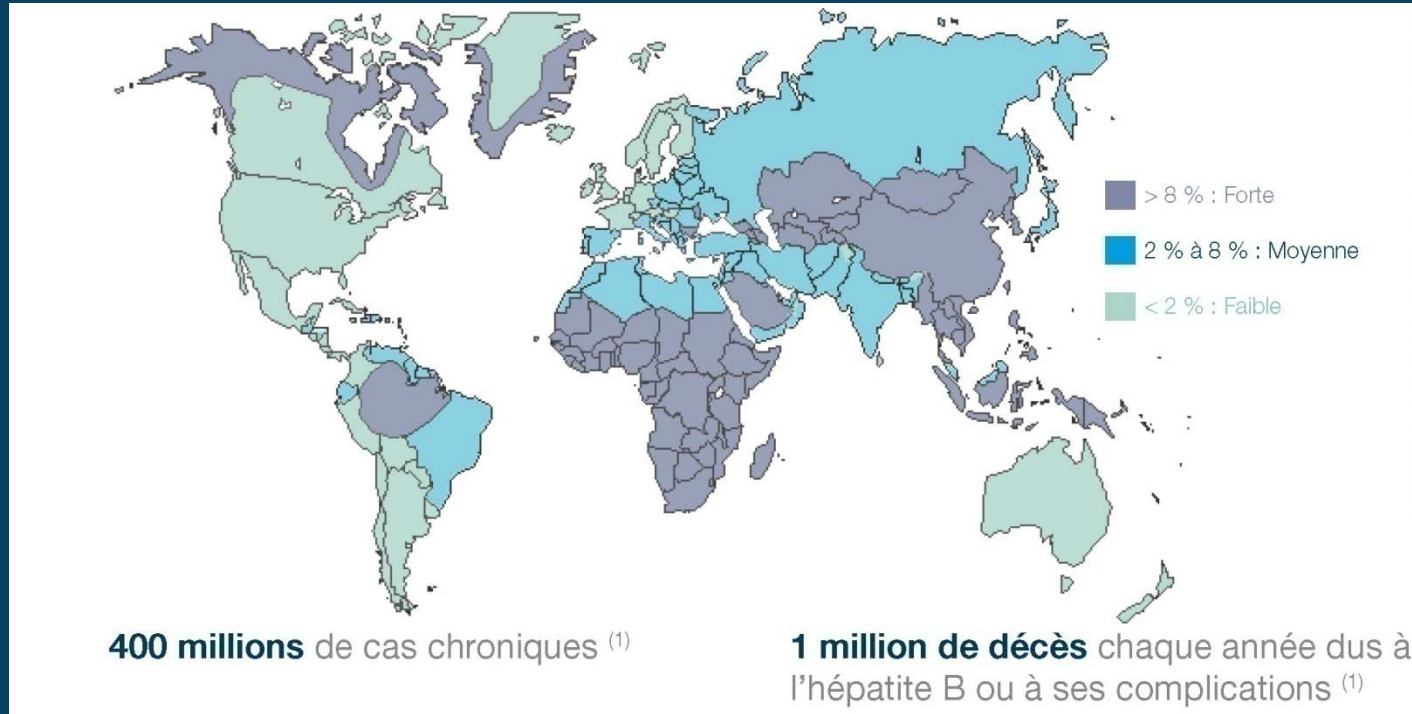 > 8 % : Forte
2 % à 8 % : Moyenne
< 2 % : Faible
400 millions de cas chroniques (1)
1 million de décès chaque année dus à
l'hépatite B ou à ses complications (1)